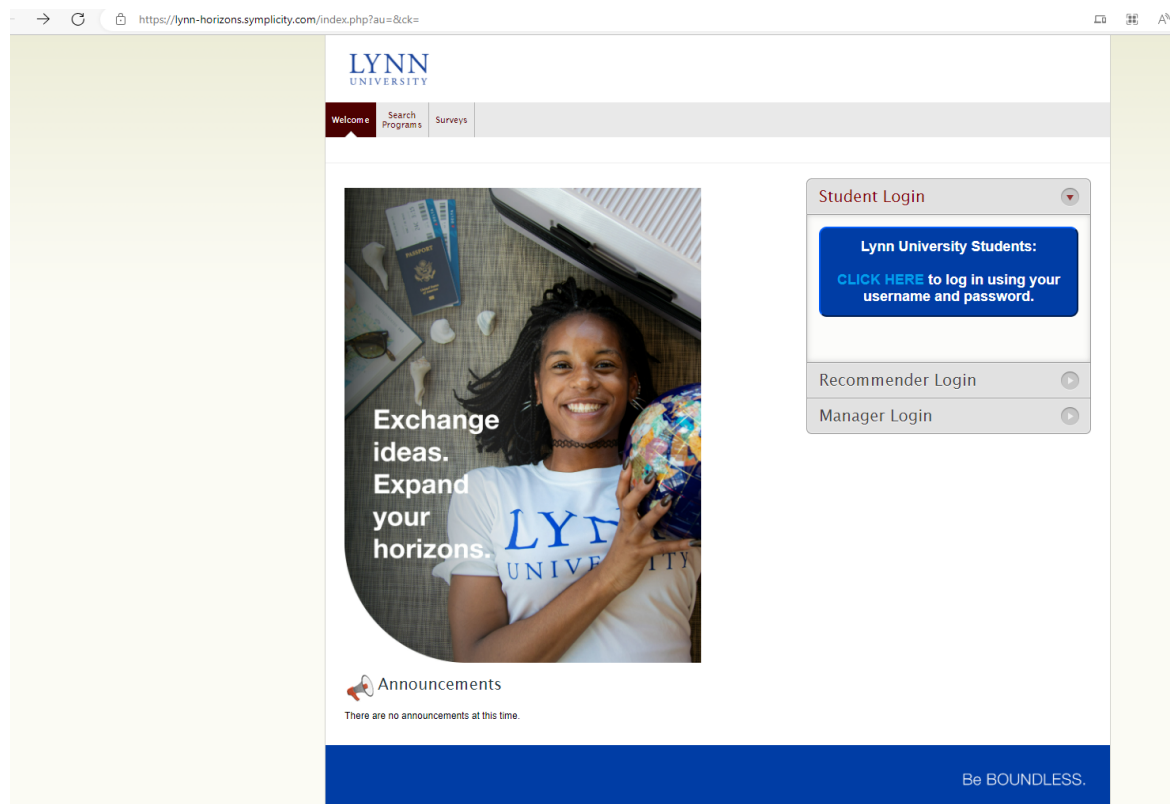 https://lynn-horizons.symplicity.com/index.php?au=&ck=
LYNN
UNIVERSITY
Welcome
Search
Programs
Surveys
Student Login
Lynn University Students:
CLICK HERE to log in using your
username and password.
Recommender Login
Manager Login
PASSPORT
Exchange
ideas.
Expand
your
horizons.
Announcements
There are no announcements at this time.
Be BOUNDLESS.